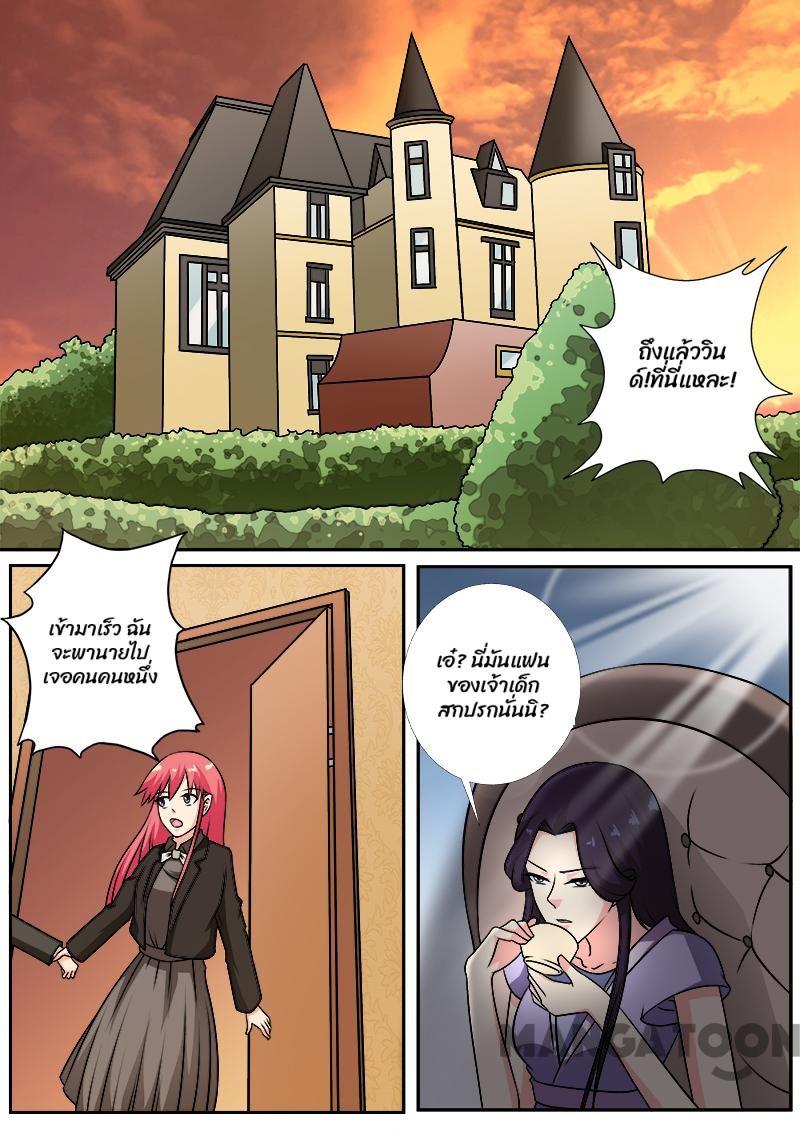 ถึงแล้ววิน
ด์!ที่นี่แหละ!
เข้ามาเร็ว ฉัน
จะพานายไป
เจอคนคนหนึ่ง
เอ๋? นี่มันแฟน
ของเจ้าเด็ก
สกปรกนั่นนิ?
MANGATOON